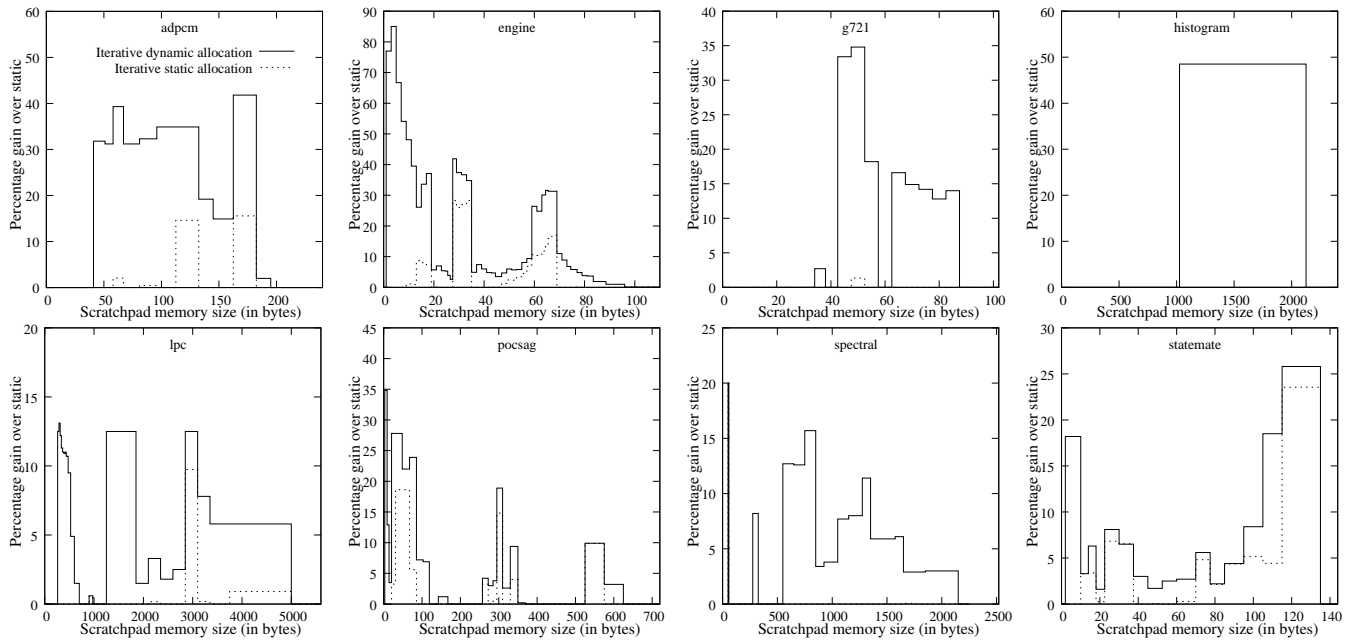 adpcm
Iterative dynamic allocation
Iterative static allocation
Percentage gain over static
60
50
40
30
20
10
0
0 50 100 150 200
Scratchpad memory size (in bytes)
engine
Percentage gain over static
90
80
70
60
50
40
30
20
10
0
0 20 40 60 80 100
Scratchpad memory size (in bytes)
g721
Percentage gain over static
40
35
30
25
20
15
10
5
0
0 20 40 60 80 100
Scratchpad memory size (in bytes)
histogram
Percentage gain over static
60
50
40
30
20
10
0
0 500 1000 1500 2000
Scratchpad memory size (in bytes)
lpc
Percentage gain over static
20
15
10
5
0
0 1000 2000 3000 4000 5000
Scratchpad memory size (in bytes)
pocsag
Percentage gain over static
45
40
35
30
25
20
15
10
5
0
0 100 200 300 400 500 600 700
Scratchpad memory size (in bytes)
spectral
Percentage gain over static
25
20
15
10
5
0
0 500 1000 1500 2000 2500
Scratchpad memory size (in bytes)
statemate
Percentage gain over static
30
25
20
15
10
5
0
0 20 40 60 80 100 120 140
Scratchpad memory size (in bytes)